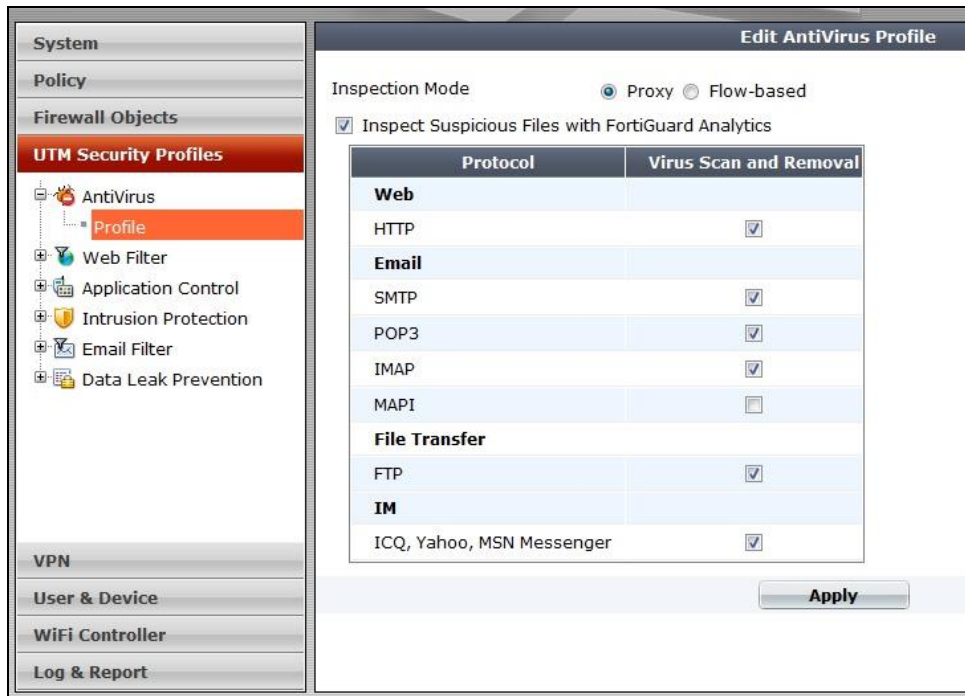 System
Policy
Firewall Objects
UTM Security Profiles
AntiVirus
Profile
Web Filter
Application Control
Intrusion Protection
Email Filter
Data Leak Prevention
VPN
User & Device
WiFi Controller
Log & Report
Edit AntiVirus Profile
Inspection Mode Proxy Flow-based
Inspect Suspicious Files with FortiGuard Analytics
Protocol Virus Scan and Removal
Web
HTTP
Email
SMTP
POP3
IMAP
MAPI
File Transfer
FTP
IM
ICQ, Yahoo, MSN Messenger
Apply